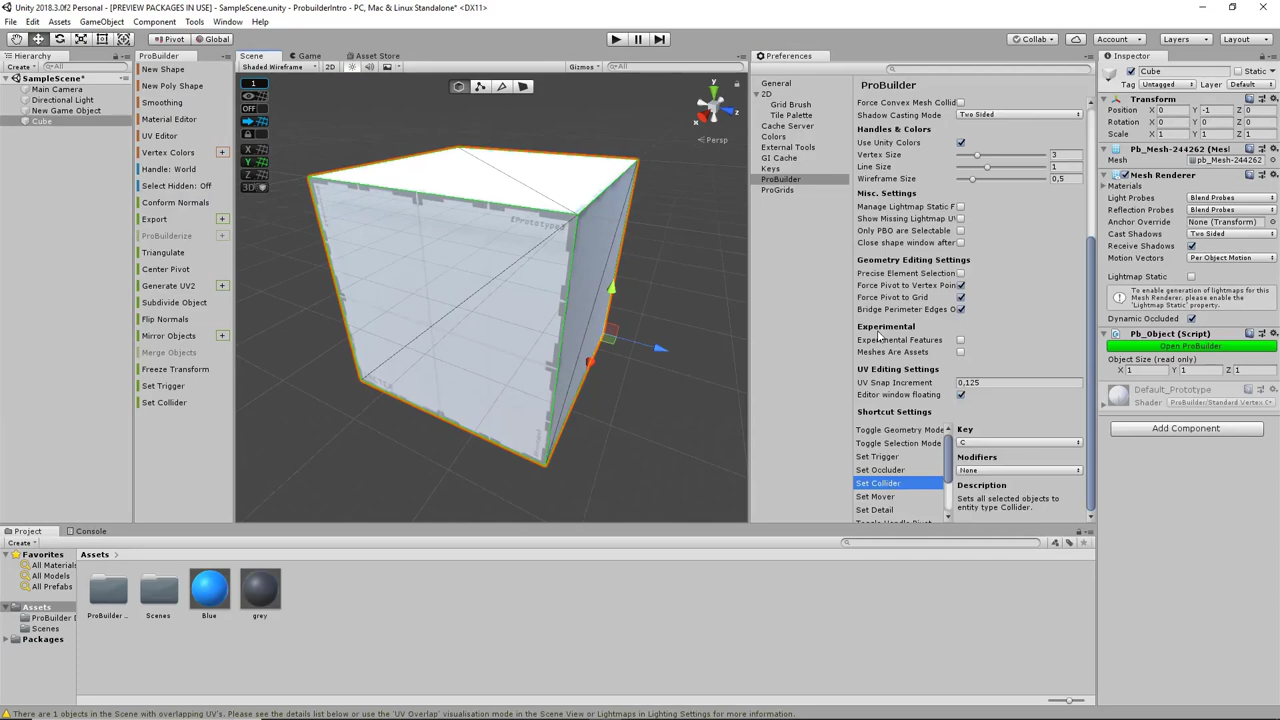 Unity 2018.3.0f2 Personal - [PREVIEW PACKAGES IN USE] - SampleScene.unity - ProbuilderIntro - PC, Mac & Linux Standalone* <DX11>
File Edit Assets GameObject Component Tools Window Help
Pivot Global Collab Account Layers Layout
Hierarchy
Create All
SampleScene*
Main Camera
Directional Light
New Game Object
Cube
ProBuilder
New Shape
New Poly Shape
Smoothing
Material Editor
UV Editor
Vertex Colors
Handle: World
Select Hidden: Off
Conform Normals
Export
Probuilderize
Triangulate
Center Pivot
Generate UV2
Subdivide Object
Flip Normals
Mirror Objects
Merge Objects
Freeze Transform
Set Trigger
Set Collider
Scene Game Asset Store
Shaded Wireframe 2D Gizmos All
1
OFF
X
Y
Z
3D
y
x
z
Persp
Preferences
General
2D
Grid Brush
Tile Palette
Cache Server
Colors
External Tools
GI Cache
Keys
ProBuilder
ProGrids
ProBuilder
Force Convex Mesh Collid
Shadow Casting Mode Two Sided
Handles & Colors
Use Unity Colors
Vertex Size 3
Line Size 1
Wireframe Size 0,5
Misc. Settings
Manage Lightmap Static F
Show Missing Lightmap U
Only PBO are Selectable
Close shape window after
Geometry Editing Settings
Precise Element Selection
Force Pivot to Vertex Poin
Force Pivot to Grid
Bridge Perimeter Edges O
Experimental
Experimental Features
Meshes Are Assets
UV Editing Settings
UV Snap Increment 0,125
Editor window floating
Shortcut Settings
Toggle Geometry Mode
Toggle Selection Mode
Set Trigger
Set Occluder
Set Collider
Set Mover
Set Detail
Toggle Handle Pivot
Key
C
Modifiers
None
Description
Sets all selected objects to
entity type Collider.
Inspector
Cube Static
Tag Untagged Layer Default
Transform
Position X 0 Y -1 Z 0
Rotation X 0 Y 0 Z 0
Scale X 1 Y 1 Z 1
Pb_Mesh-244262 (Mes
Mesh pb_Mesh-244262
Mesh Renderer
Materials
Light Probes Blend Probes
Reflection Probes Blend Probes
Anchor Override None (Transform)
Cast Shadows Two Sided
Receive Shadows
Motion Vectors Per Object Motion
Lightmap Static
To enable generation of lightmaps for this
Mesh Renderer, please enable the
'Lightmap Static' property.
Dynamic Occluded
Pb_Object (Script)
Open ProBuilder
Object Size (read only)
X 1 Y 1 Z 1
Default_Prototype
Shader ProBuilder/Standard Vertex C
Add Component
Project Console
Create
Favorites
All Materials
All Models
All Prefabs
Assets
ProBuilder D
Scenes
Packages
Assets
ProBuilder ..
Scenes
Blue
grey
There are 1 objects in the Scene with overlapping UV's. Please see the details list below or use the 'UV Overlap' visualisation mode in the Scene View or Lightmaps in Lighting Settings for more information.